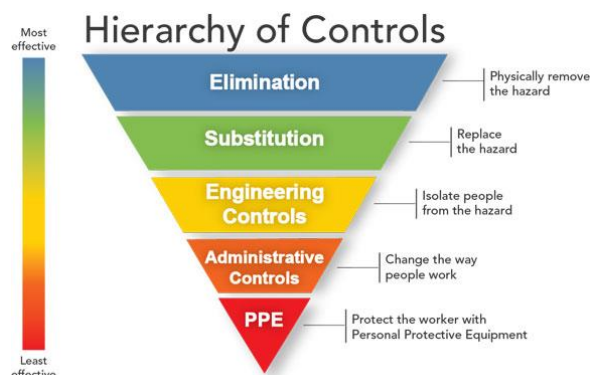 Hierarchy of Controls
Most
effective
Elimination
Physically remove
the hazard
Substitution
Replace
the hazard
Engineering
Controls
Isolate people
from the hazard
Administrative
Controls
Change the way
people work
PPE
Protect the worker with
Personal Protective Equipment
Least
effective